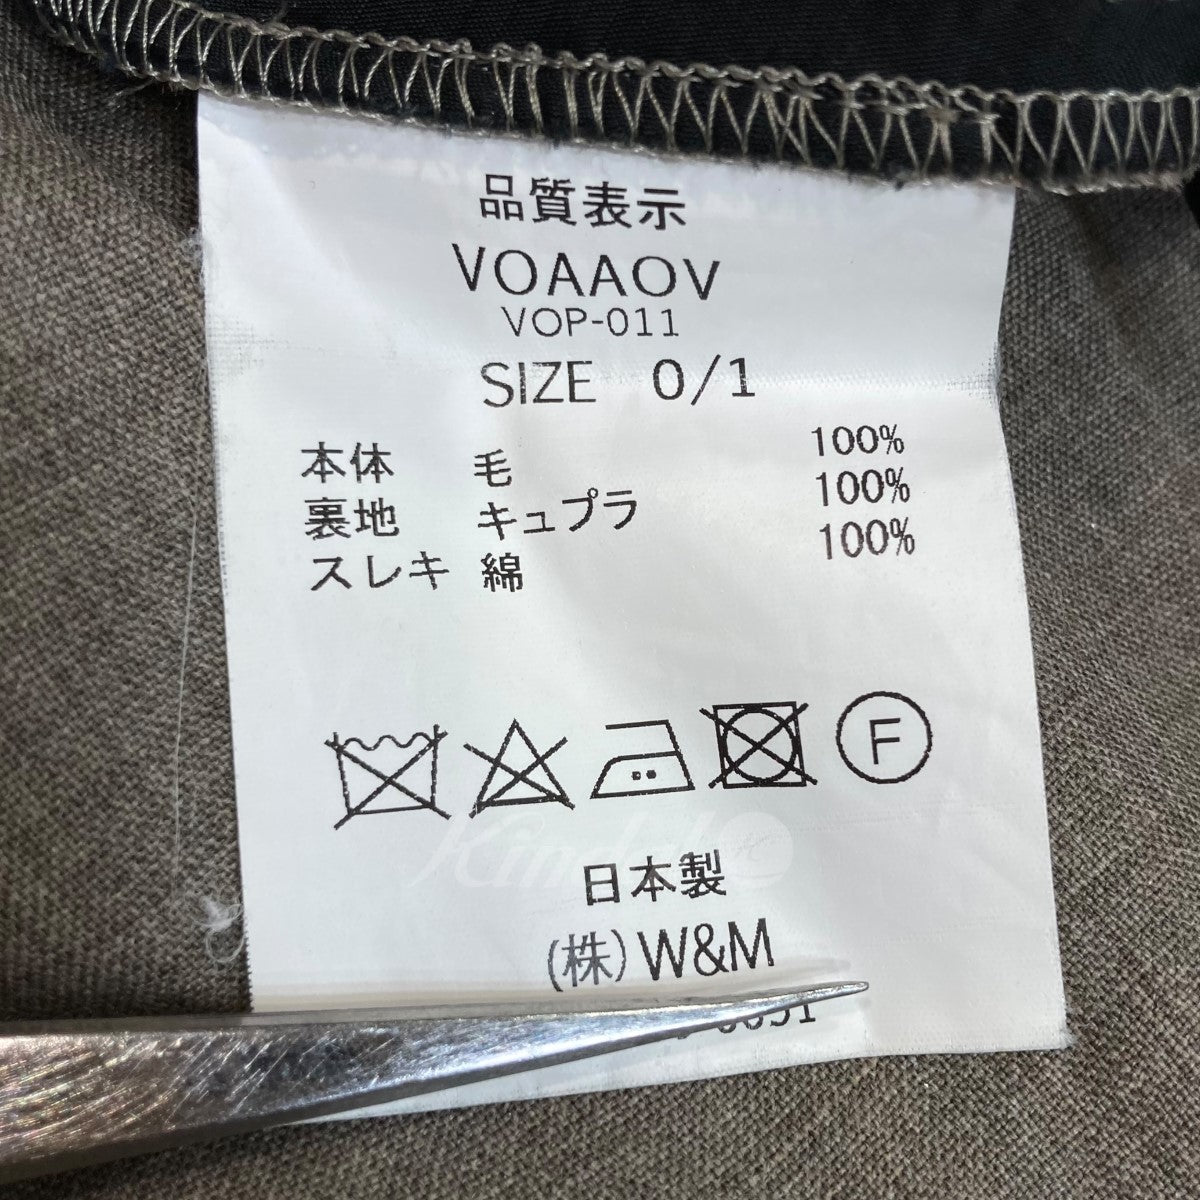 品質表示
VOAAOV
VOP-011
SIZE 0/1
本体 毛 100%
裏地 キュプラ 100%
スレキ 綿 100%
F
日本製
(株)W&M